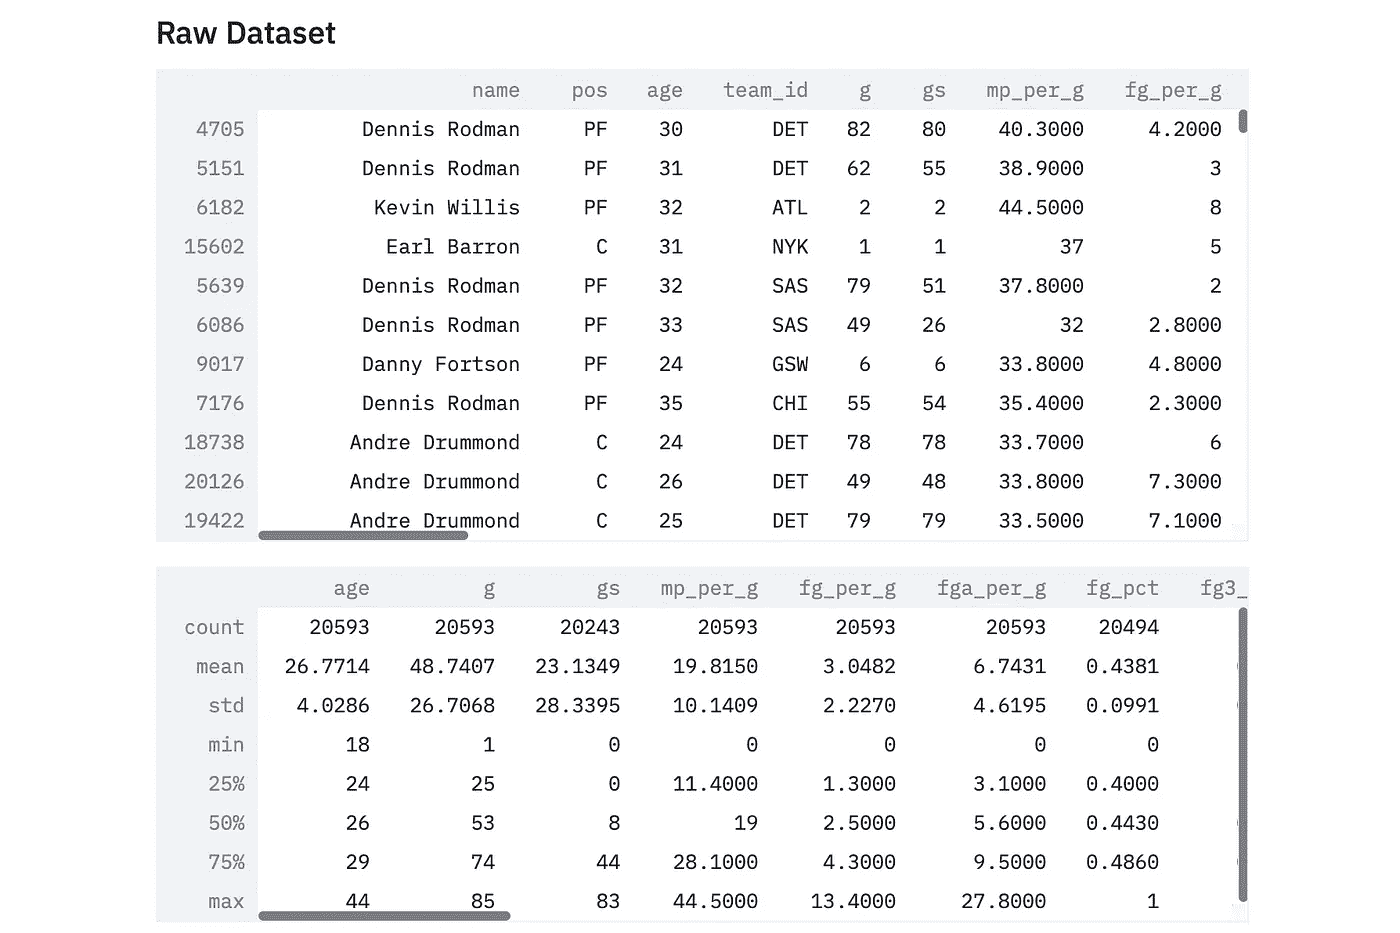 Raw Dataset
name pos age team_id g gs mp_per_g fg_per_g
4705 Dennis Rodman PF 30 DET 82 80 40.3000 4.2000
5151 Dennis Rodman PF 31 DET 62 55 38.9000 3
6182 Kevin Willis PF 32 ATL 2 2 44.5000 8
15602 Earl Barron C 31 NYK 1 1 37 5
5639 Dennis Rodman PF 32 SAS 79 51 37.8000 2
6086 Dennis Rodman PF 33 SAS 49 26 32 2.8000
9017 Danny Fortson PF 24 GSW 6 6 33.8000 4.8000
7176 Dennis Rodman PF 35 CHI 55 54 35.4000 2.3000
18738 Andre Drummond C 24 DET 78 78 33.7000 6
20126 Andre Drummond C 26 DET 49 48 33.8000 7.3000
19422 Andre Drummond C 25 DET 79 79 33.5000 7.1000
age g gs mp_per_g fg_per_g fga_per_g fg_pct fg3_
count 20593 20593 20243 20593 20593 20593 20494
mean 26.7714 48.7407 23.1349 19.8150 3.0482 6.7431 0.4381
std 4.0286 26.7068 28.3395 10.1409 2.2270 4.6195 0.0991
min 18 1 0 0 0 0 0
25% 24 25 0 11.4000 1.3000 3.1000 0.4000
50% 26 53 8 19 2.5000 5.6000 0.4430
75% 29 74 44 28.1000 4.3000 9.5000 0.4860
max 44 85 83 44.5000 13.4000 27.8000 1